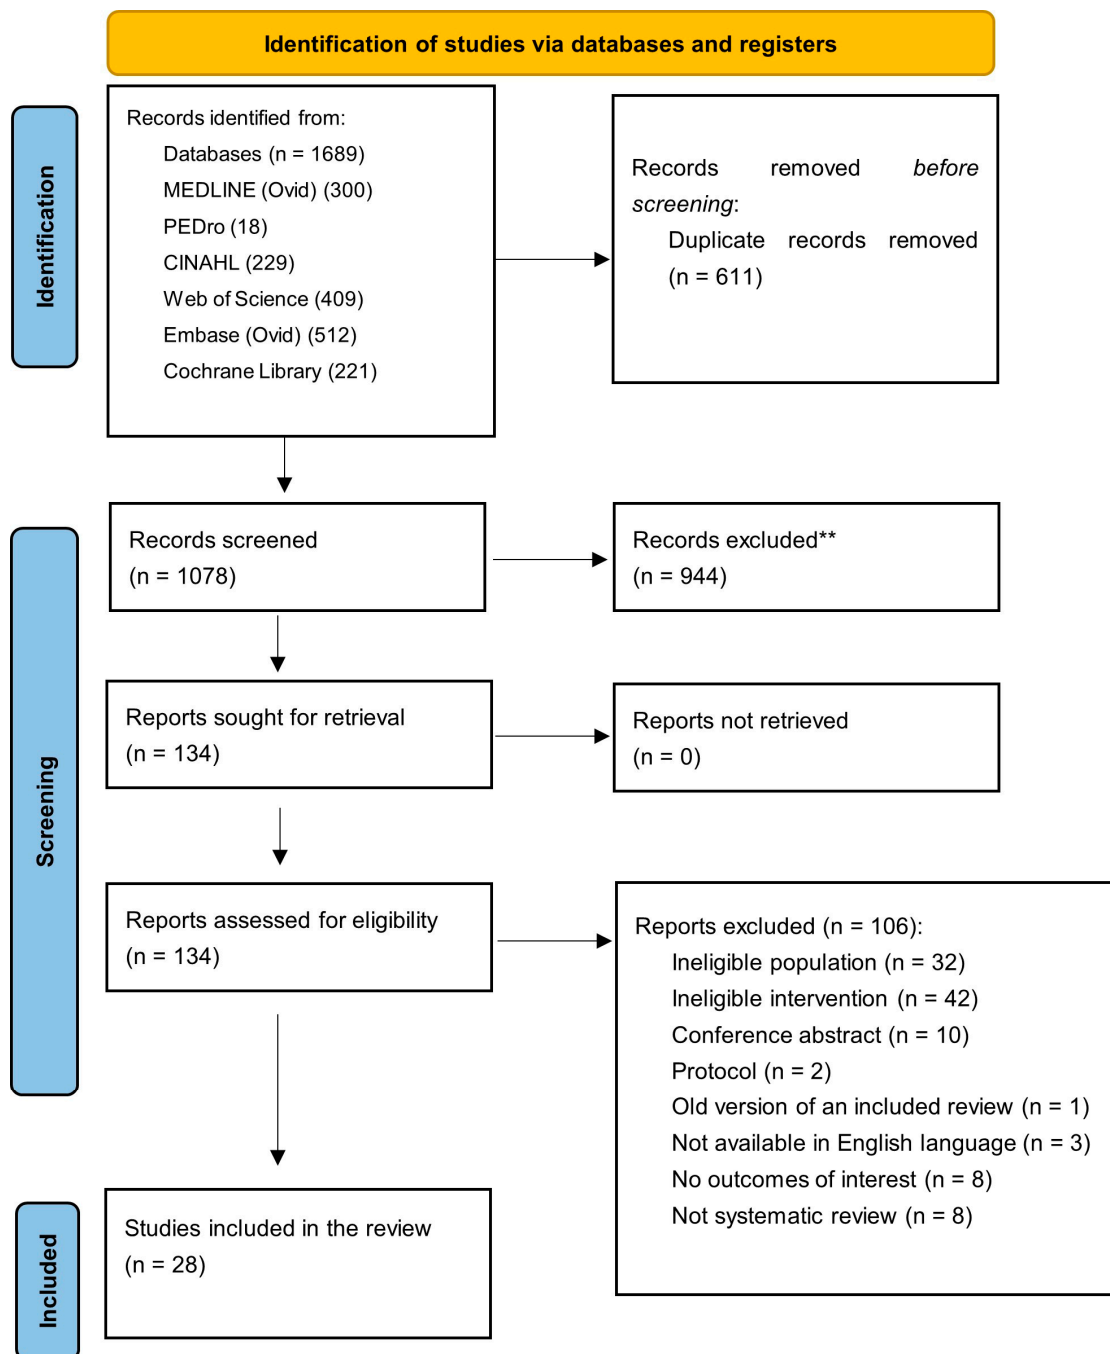 Identification of studies via databases and registers
Identification
Records identified from:
Databases (n = 1689)
MEDLINE (Ovid) (300)
PEDro (18)
CINAHL (229)
Web of Science (409)
Embase (Ovid) (512)
Cochrane Library (221)
Records removed before
screening:
Duplicate records removed
(n = 611)
Screening
Records screened
(n = 1078)
Records excluded**
(n = 944)
Reports sought for retrieval
(n = 134)
Reports not retrieved
(n = 0)
Reports assessed for eligibility
(n = 134)
Reports excluded (n = 106):
Ineligible population (n = 32)
Ineligible intervention (n = 42)
Conference abstract (n = 10)
Protocol (n = 2)
Old version of an included review (n = 1)
Not available in English language (n = 3)
No outcomes of interest (n = 8)
Not systematic review (n = 8)
Included
Studies included in the review
(n = 28)